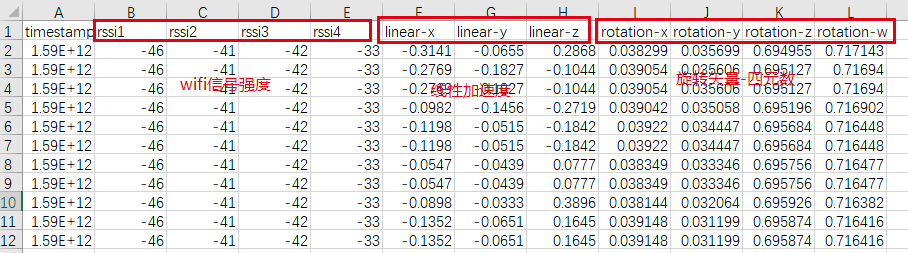 A B C D E F G H I J K L
1 timestamp rssi1 rssi2 rssi3 rssi4 linear-x linear-y linear-z rotation-x rotation-y rotation-z rotation-w
2 1.59E+12 -46 -41 -42 -33 -0.3141 -0.0655 0.2868 0.038299 0.035699 0.694955 0.717143
3 1.59E+12 -46 -41 -42 -33 -0.2769 -0.1827 -0.1044 0.039054 0.035606 0.695127 0.71694
wifi信号强度 线性加速度 旋转矢量-四元数
4 1.59E+12 -46 -41 -42 -33 -0.2769 -0.1827 -0.1044 0.039054 0.035606 0.695127 0.71694
5 1.59E+12 -46 -41 -42 -33 -0.0982 -0.1456 -0.2719 0.039042 0.035058 0.695196 0.716902
6 1.59E+12 -46 -41 -42 -33 -0.1198 -0.0515 -0.1842 0.03922 0.034447 0.695684 0.716448
7 1.59E+12 -46 -41 -42 -33 -0.1198 -0.0515 -0.1842 0.03922 0.034447 0.695684 0.716448
8 1.59E+12 -46 -41 -42 -33 -0.0547 -0.0439 0.0777 0.038349 0.033346 0.695756 0.716477
9 1.59E+12 -46 -41 -42 -33 -0.0547 -0.0439 0.0777 0.038349 0.033346 0.695756 0.716477
10 1.59E+12 -46 -41 -42 -33 -0.0898 -0.0333 0.3896 0.038144 0.032064 0.695926 0.716382
11 1.59E+12 -46 -41 -42 -33 -0.1352 -0.0651 0.1645 0.039148 0.031199 0.695874 0.716416
12 1.59E+12 -46 -41 -42 -33 -0.1352 -0.0651 0.1645 0.039148 0.031199 0.695874 0.716416